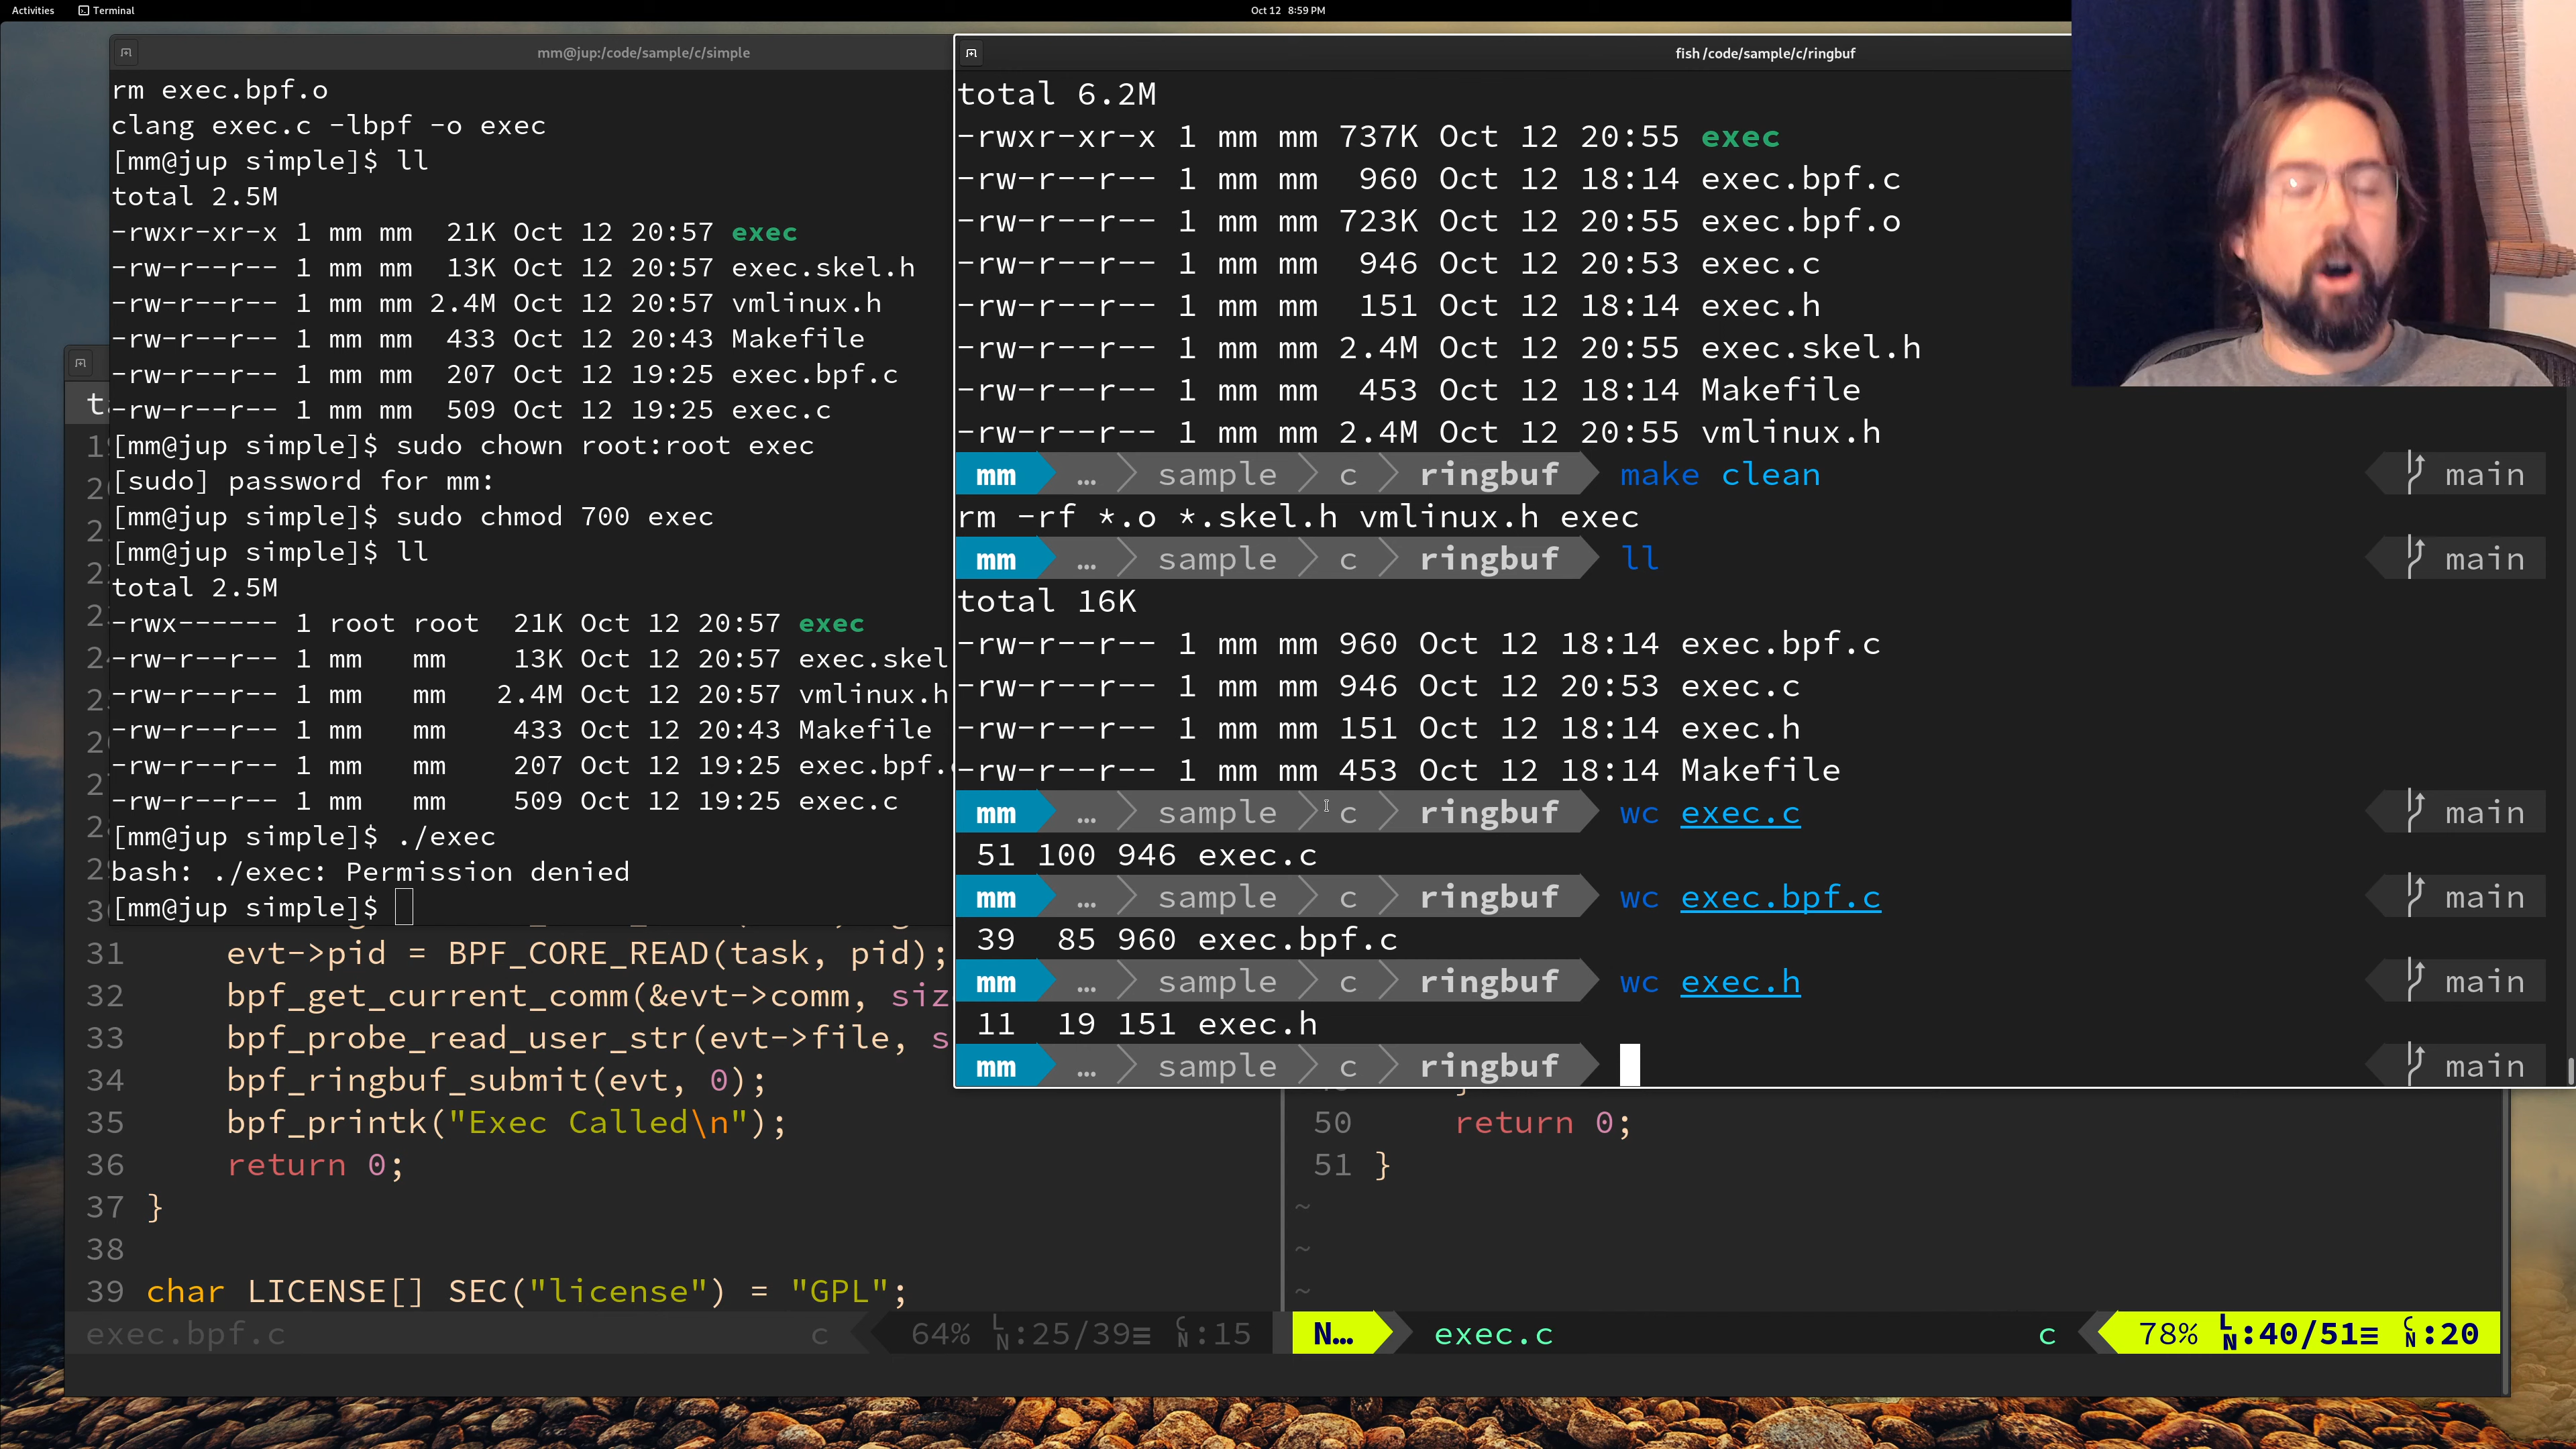 Activities Terminal Oct 12 8:59 PM
mm@jup:/code/sample/c/simple
rm exec.bpf.o
clang exec.c -lbpf -o exec
[mm@jup simple]$ ll
total 2.5M
-rwxr-xr-x 1 mm mm 21K Oct 12 20:57 exec
-rw-r--r-- 1 mm mm 13K Oct 12 20:57 exec.skel.h
-rw-r--r-- 1 mm mm 2.4M Oct 12 20:57 vmlinux.h
-rw-r--r-- 1 mm mm 433 Oct 12 20:43 Makefile
-rw-r--r-- 1 mm mm 207 Oct 12 19:25 exec.bpf.c
-rw-r--r-- 1 mm mm 509 Oct 12 19:25 exec.c
[mm@jup simple]$ sudo chown root:root exec
[sudo] password for mm:
[mm@jup simple]$ sudo chmod 700 exec
[mm@jup simple]$ ll
total 2.5M
-rwx------ 1 root root 21K Oct 12 20:57 exec
-rw-r--r-- 1 mm mm 13K Oct 12 20:57 exec.skel
-rw-r--r-- 1 mm mm 2.4M Oct 12 20:57 vmlinux.h
-rw-r--r-- 1 mm mm 433 Oct 12 20:43 Makefile
-rw-r--r-- 1 mm mm 207 Oct 12 19:25 exec.bpf.
-rw-r--r-- 1 mm mm 509 Oct 12 19:25 exec.c
[mm@jup simple]$ ./exec
bash: ./exec: Permission denied
[mm@jup simple]$
fish /code/sample/c/ringbuf
total 6.2M
-rwxr-xr-x 1 mm mm 737K Oct 12 20:55 exec
-rw-r--r-- 1 mm mm 960 Oct 12 18:14 exec.bpf.c
-rw-r--r-- 1 mm mm 723K Oct 12 20:55 exec.bpf.o
-rw-r--r-- 1 mm mm 946 Oct 12 20:53 exec.c
-rw-r--r-- 1 mm mm 151 Oct 12 18:14 exec.h
-rw-r--r-- 1 mm mm 2.4M Oct 12 20:55 exec.skel.h
-rw-r--r-- 1 mm mm 453 Oct 12 18:14 Makefile
-rw-r--r-- 1 mm mm 2.4M Oct 12 20:55 vmlinux.h
mm … sample c ringbuf make clean main
rm -rf *.o *.skel.h vmlinux.h exec
mm … sample c ringbuf ll main
total 16K
-rw-r--r-- 1 mm mm 960 Oct 12 18:14 exec.bpf.c
-rw-r--r-- 1 mm mm 946 Oct 12 20:53 exec.c
-rw-r--r-- 1 mm mm 151 Oct 12 18:14 exec.h
-rw-r--r-- 1 mm mm 453 Oct 12 18:14 Makefile
mm … sample c ringbuf wc exec.c main
51 100 946 exec.c
mm … sample c ringbuf wc exec.bpf.c main
39 85 960 exec.bpf.c
mm … sample c ringbuf wc exec.h main
11 19 151 exec.h
mm … sample c ringbuf main
31 evt->pid = BPF_CORE_READ(task, pid);
32 bpf_get_current_comm(&evt->comm, siz
33 bpf_probe_read_user_str(evt->file, s
34 bpf_ringbuf_submit(evt, 0);
35 bpf_printk("Exec Called\n");
36 return 0;
37 }
38
39 char LICENSE[] SEC("license") = "GPL";
exec.bpf.c c 64% LN:25/39≡ CN:15
50 return 0;
51 }
~
~
~
N… exec.c c 78% LN:40/51≡ CN:20